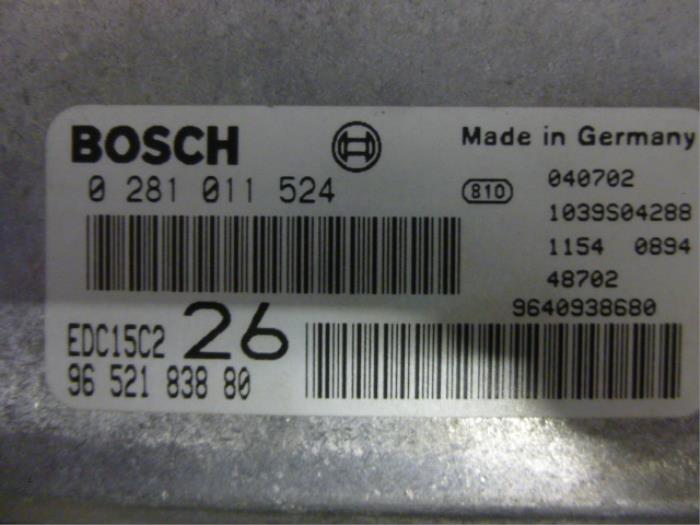 BOSCH
Made in Germany
0 281 011 524
810
040702
1039S04288
1154 0894
48702
9640938680
EDC15C2 26
96 521 838 80